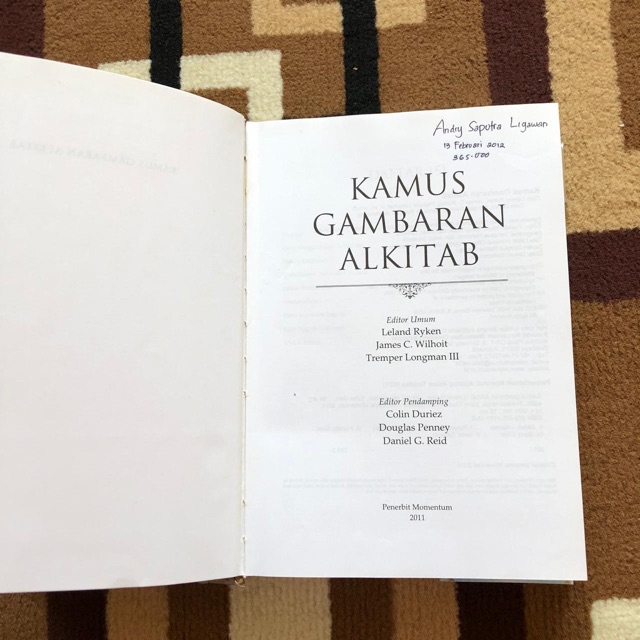 Andry Saputra Ligawan
13 Februari 2012
365-000
KAMUS
GAMBARAN
ALKITAB
Editor Umum
Leland Ryken
James C. Wilhoit
Tremper Longman III
Editor Pendamping
Colin Duriez
Douglas Penney
Daniel G. Reid
Penerbit Momentum
2011